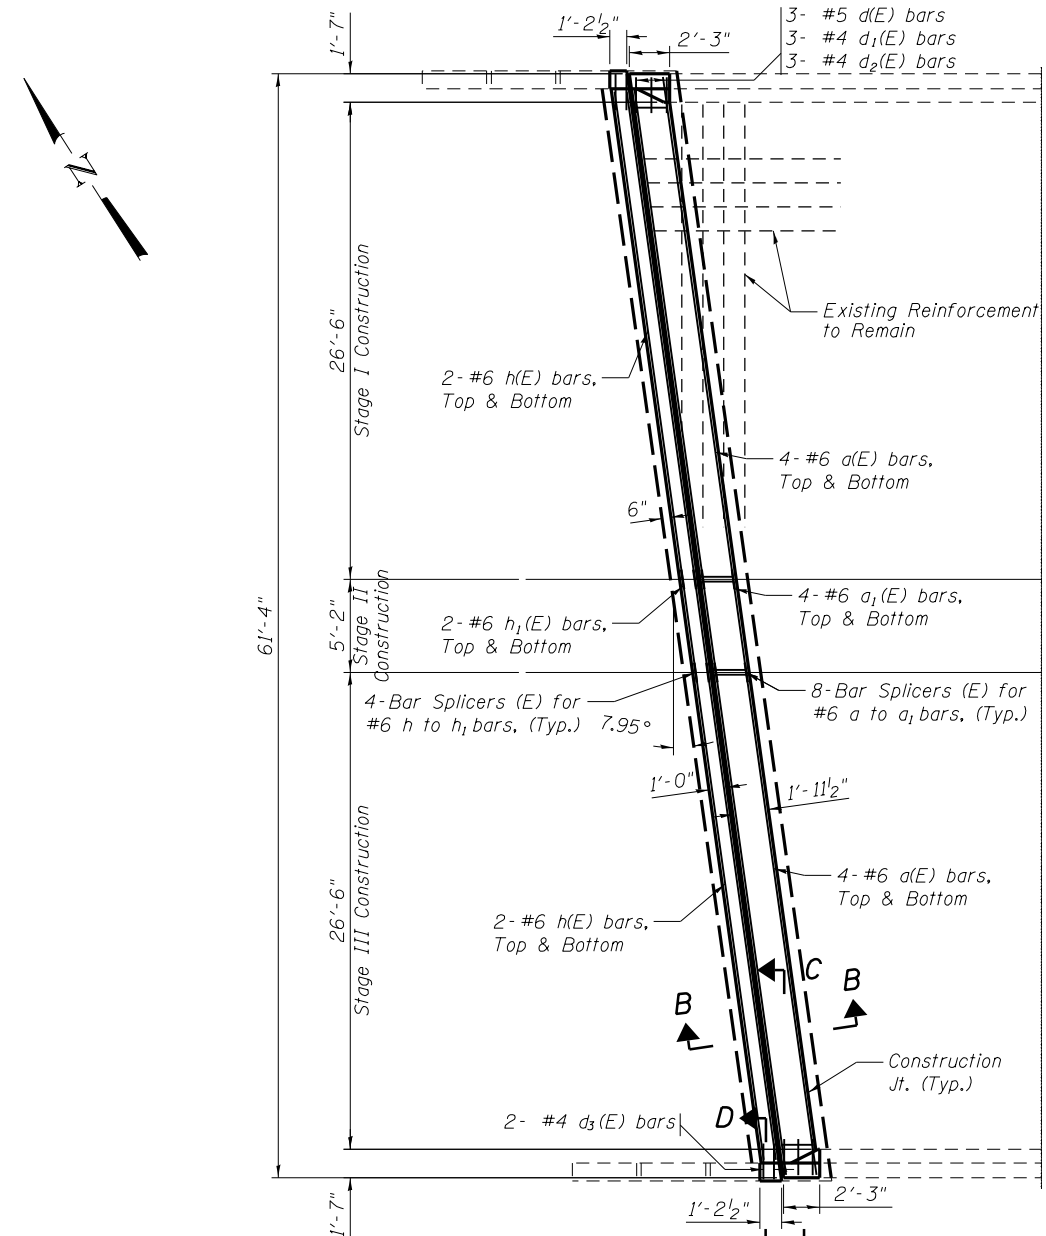 3- #5 d(E) bars
3- #4 d₁(E) bars
3- #4 d₂(E) bars
1'-7"
1'-2½"
2'-3"
N
26'-6"
Stage I Construction
Existing Reinforcement
to Remain
2- #6 h(E) bars,
Top & Bottom
4- #6 a(E) bars,
Top & Bottom
6"
61'-4"
5'-2"
Stage II
Construction
2- #6 h₁(E) bars,
Top & Bottom
4- #6 a₁(E) bars,
Top & Bottom
4-Bar Splicers (E) for
#6 h to h₁ bars, (Typ.)
7.95°
8-Bar Splicers (E) for
#6 a to a₁ bars, (Typ.)
1'-0"
1'-11½"
26'-6"
Stage III Construction
4- #6 a(E) bars,
Top & Bottom
2- #6 h(E) bars,
Top & Bottom
C
B
B
Construction
Jt. (Typ.)
D
2- #4 d₃(E) bars
1'-7"
1'-2½"
2'-3"